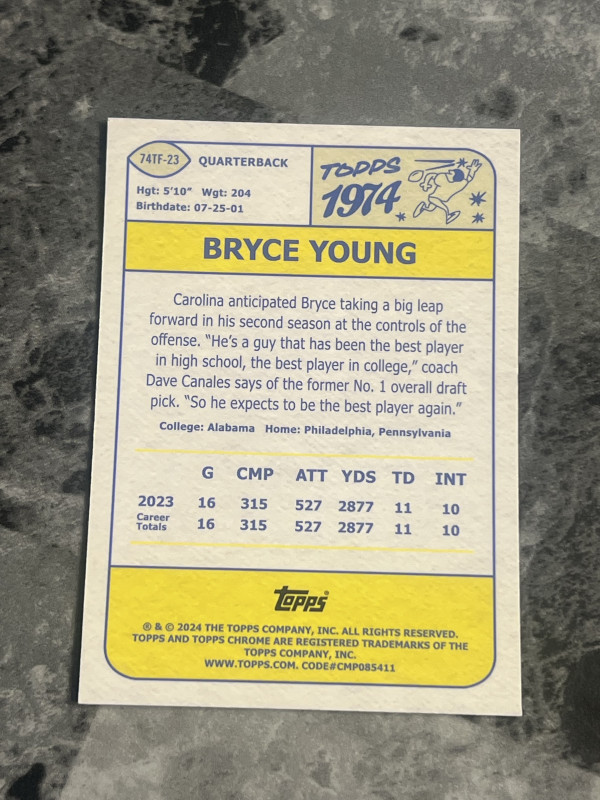 74TF-23 QUARTERBACK
Hgt: 5'10" Wgt: 204
Birthdate: 07-25-01
TOPPS
1974
BRYCE YOUNG
Carolina anticipated Bryce taking a big leap
forward in his second season at the controls of the
offense. “He’s a guy that has been the best player
in high school, the best player in college,” coach
Dave Canales says of the former No. 1 overall draft
pick. “So he expects to be the best player again.”
College: Alabama Home: Philadelphia, Pennsylvania
G CMP ATT YDS TD INT
2023 16 315 527 2877 11 10
Career
Totals 16 315 527 2877 11 10
topps®
® & © 2024 THE TOPPS COMPANY, INC. ALL RIGHTS RESERVED.
TOPPS AND TOPPS CHROME ARE REGISTERED TRADEMARKS OF THE
TOPPS COMPANY, INC.
WWW.TOPPS.COM. CODE#CMP085411